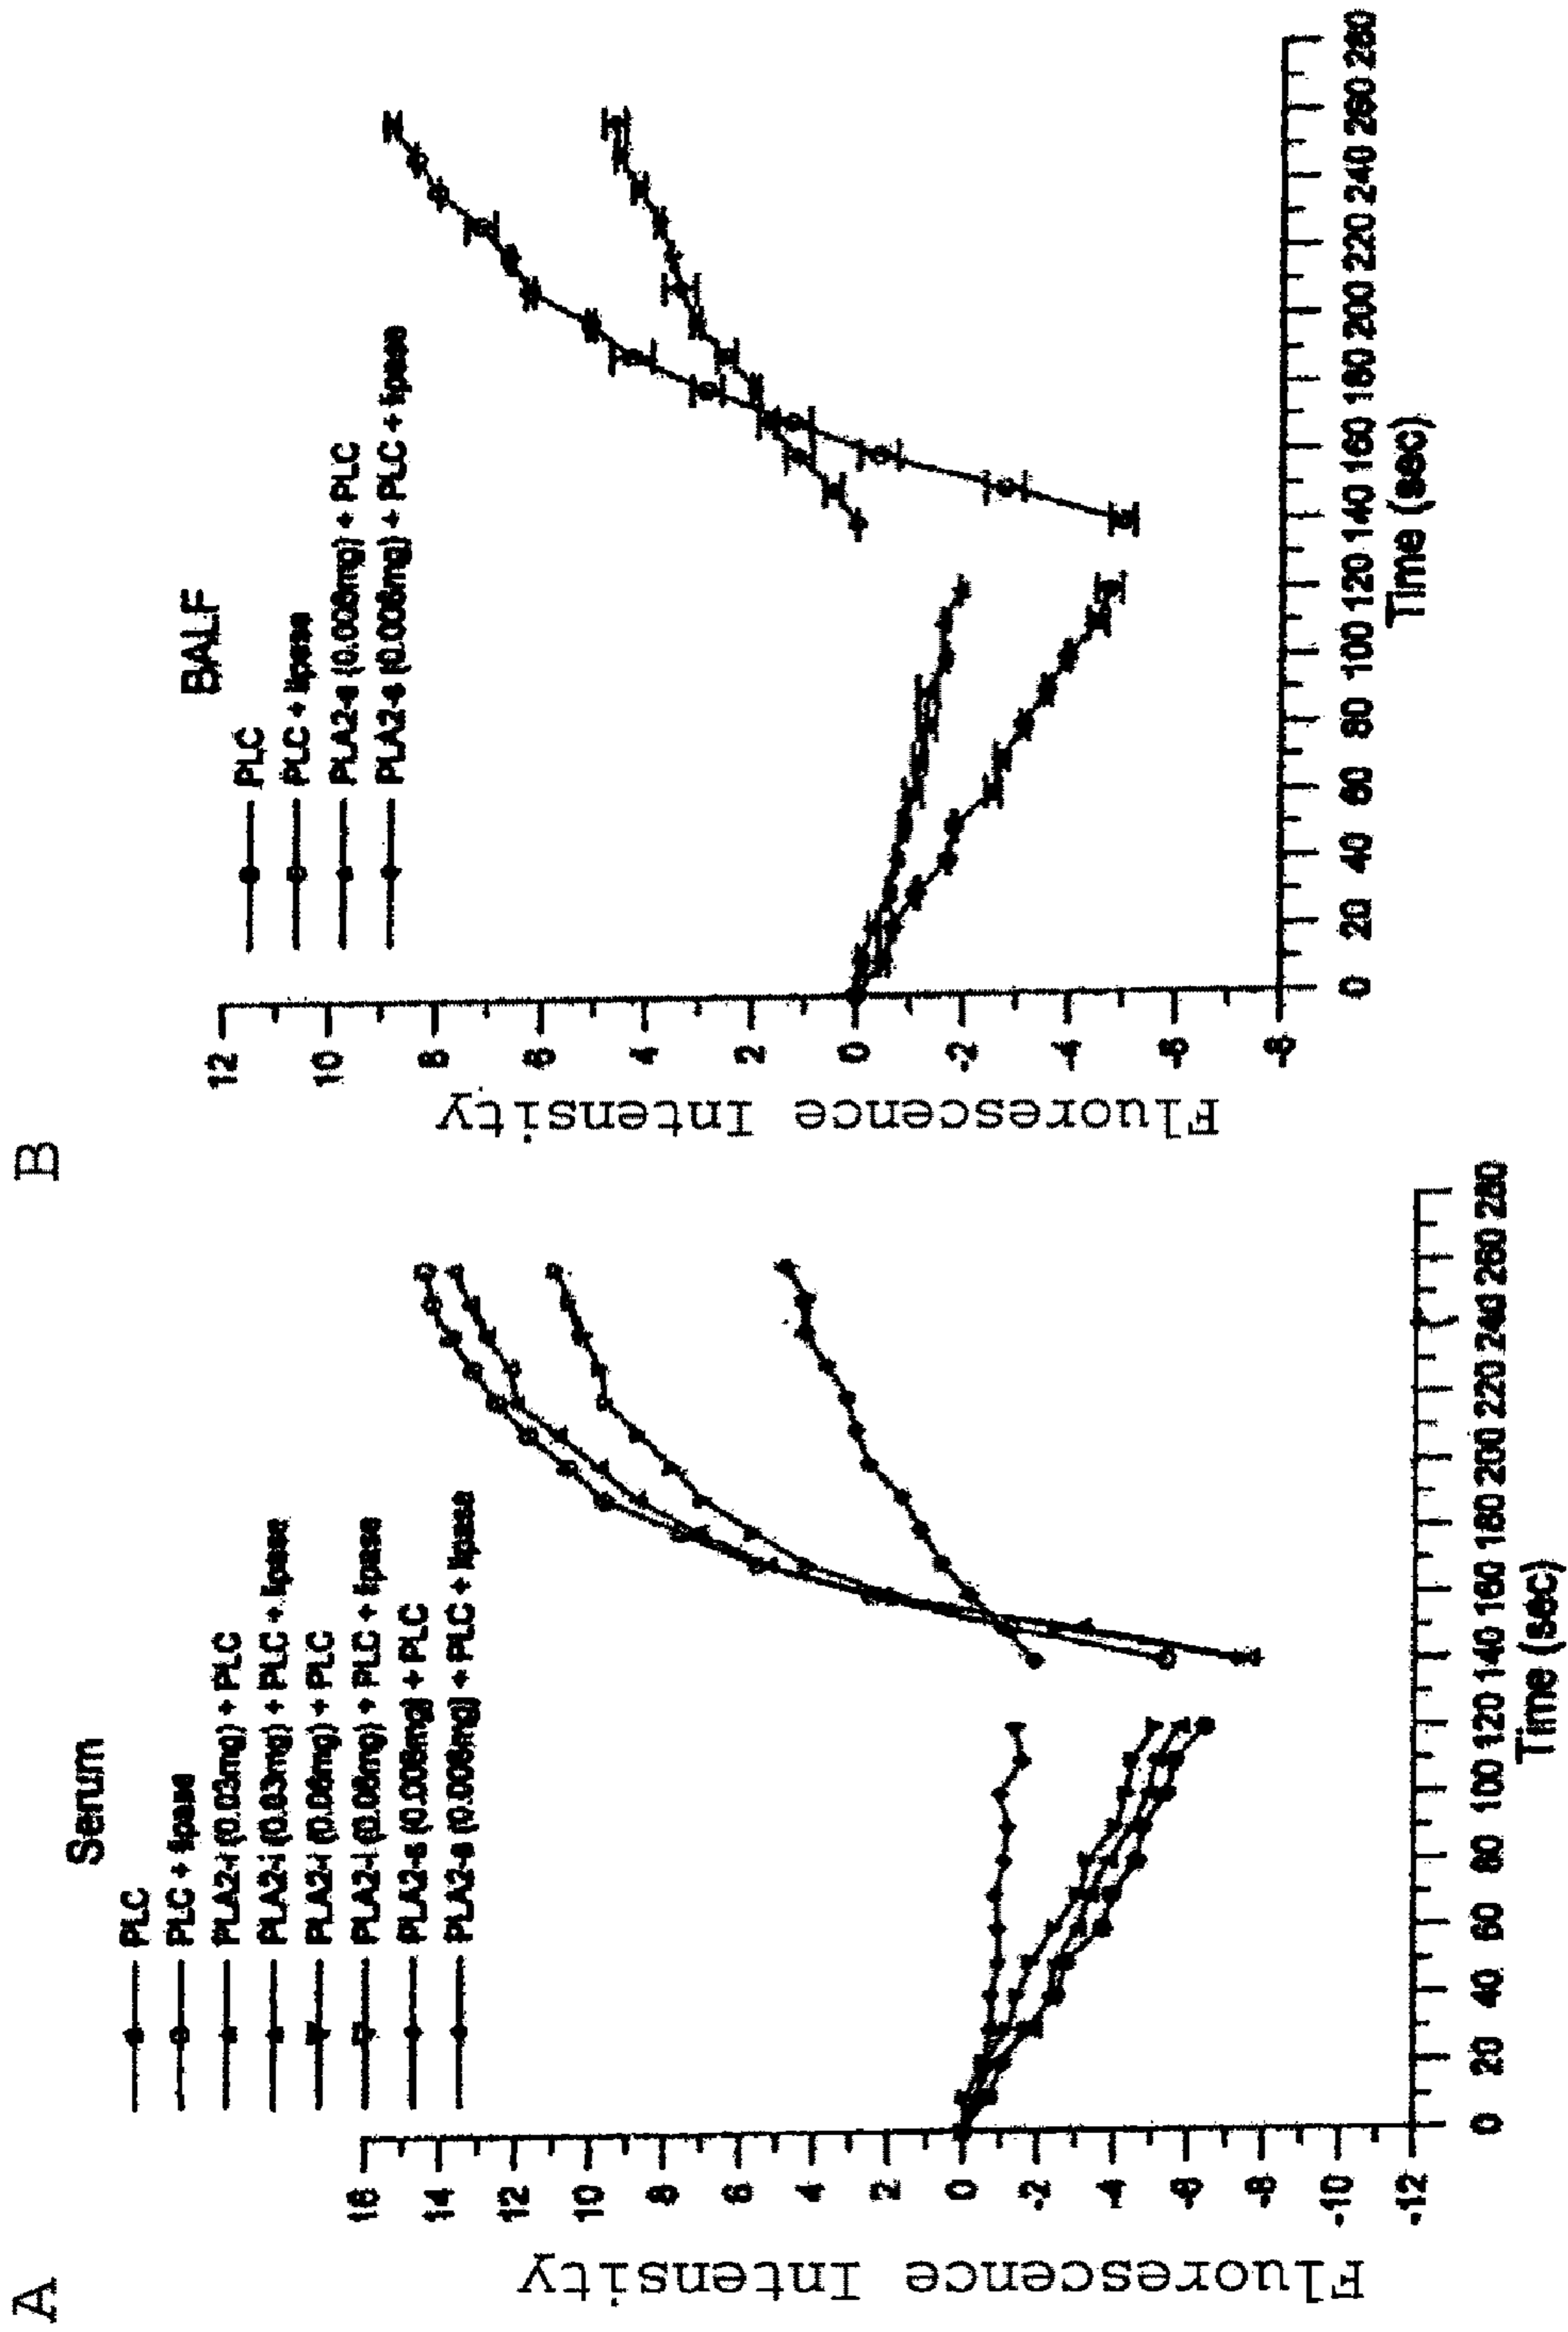 A
Serum
PLC
PLC + lipase
PLA2-i (0.03mg) + PLC
PLA2-i (0.03mg) + PLC + lipase
PLA2-i (0.06mg) + PLC
PLA2-i (0.06mg) + PLC + lipase
PLA2-s (0.006mg) + PLC
PLA2-s (0.006mg) + PLC + lipase
Fluorescence Intensity
16
14
12
10
8
6
4
2
0
-2
-4
-6
-8
-10
-12
0 20 40 60 80 100 120 140 160 180 200 220 240 260 280
Time (sec)
B
BALF
PLC
PLC + lipase
PLA2-s (0.006mg) + PLC
PLA2-s (0.006mg) + PLC + lipase
Fluorescence Intensity
12
10
8
6
4
2
0
-2
-4
-6
-8
0 20 40 60 80 100 120 140 160 180 200 220 240 260 280
Time (sec)